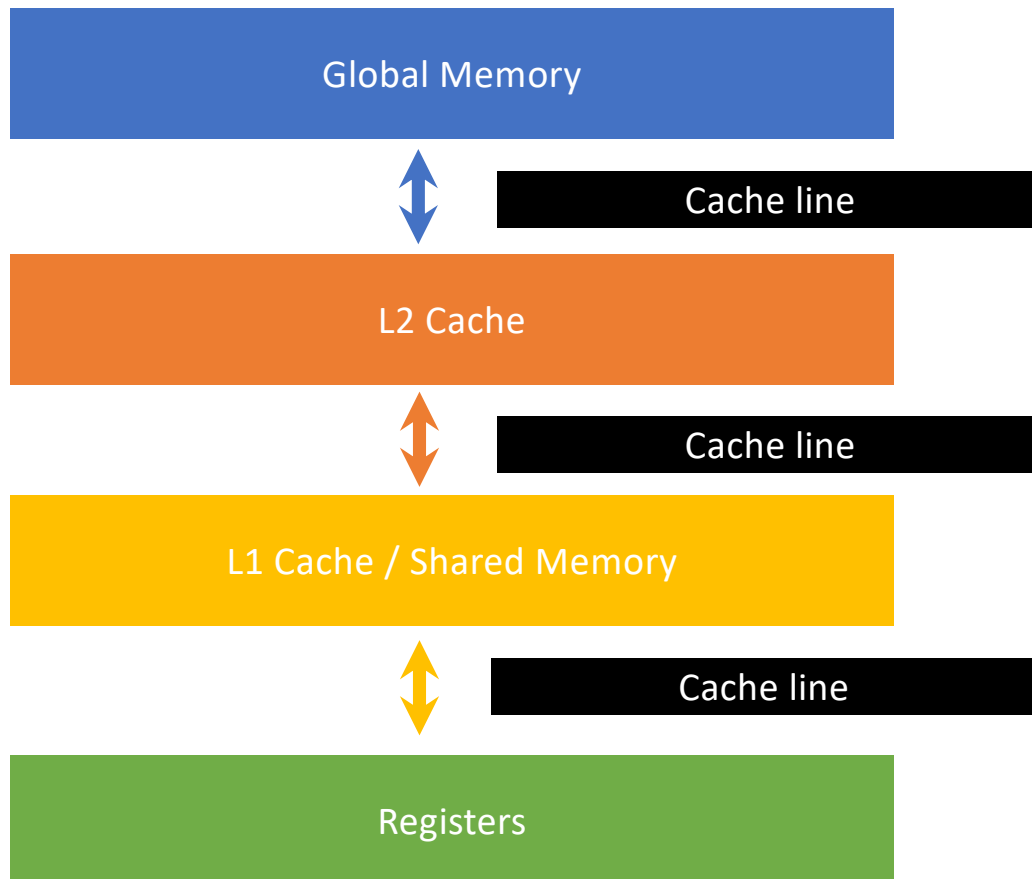 Global Memory
Cache line
L2 Cache
Cache line
L1 Cache / Shared Memory
Cache line
Registers